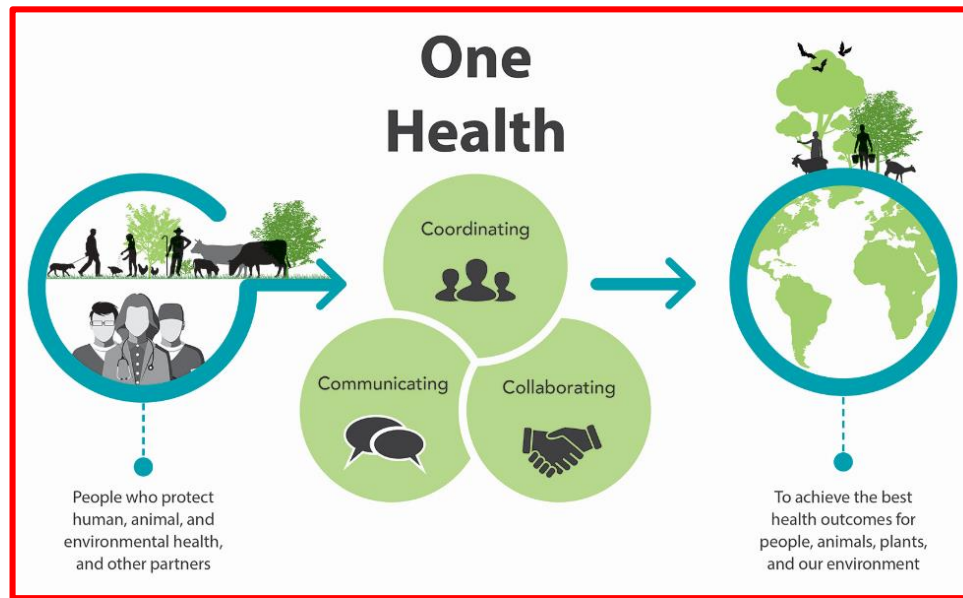 One
Health
Coordinating
Communicating
Collaborating
People who protect
human, animal, and
environmental health,
and other partners
To achieve the best
health outcomes for
people, animals, plants,
and our environment